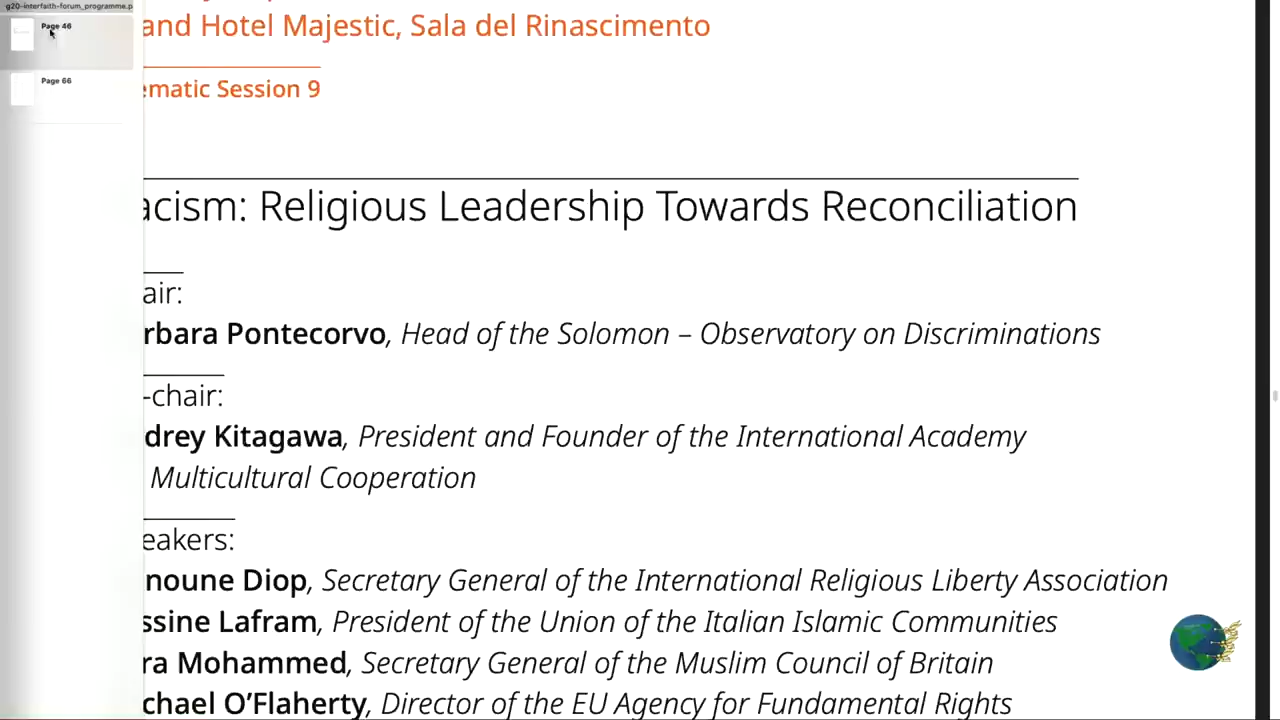 g20-interfaith-forum_programme.p
Page 46
Page 66
and Hotel Majestic, Sala del Rinascimento
ematic Session 9
acism: Religious Leadership Towards Reconciliation
air:
rbara Pontecorvo, Head of the Solomon – Observatory on Discriminations
-chair:
drey Kitagawa, President and Founder of the International Academy
Multicultural Cooperation
eakers:
noune Diop, Secretary General of the International Religious Liberty Association
ssine Lafram, President of the Union of the Italian Islamic Communities
ra Mohammed, Secretary General of the Muslim Council of Britain
chael O’Flaherty, Director of the EU Agency for Fundamental Rights